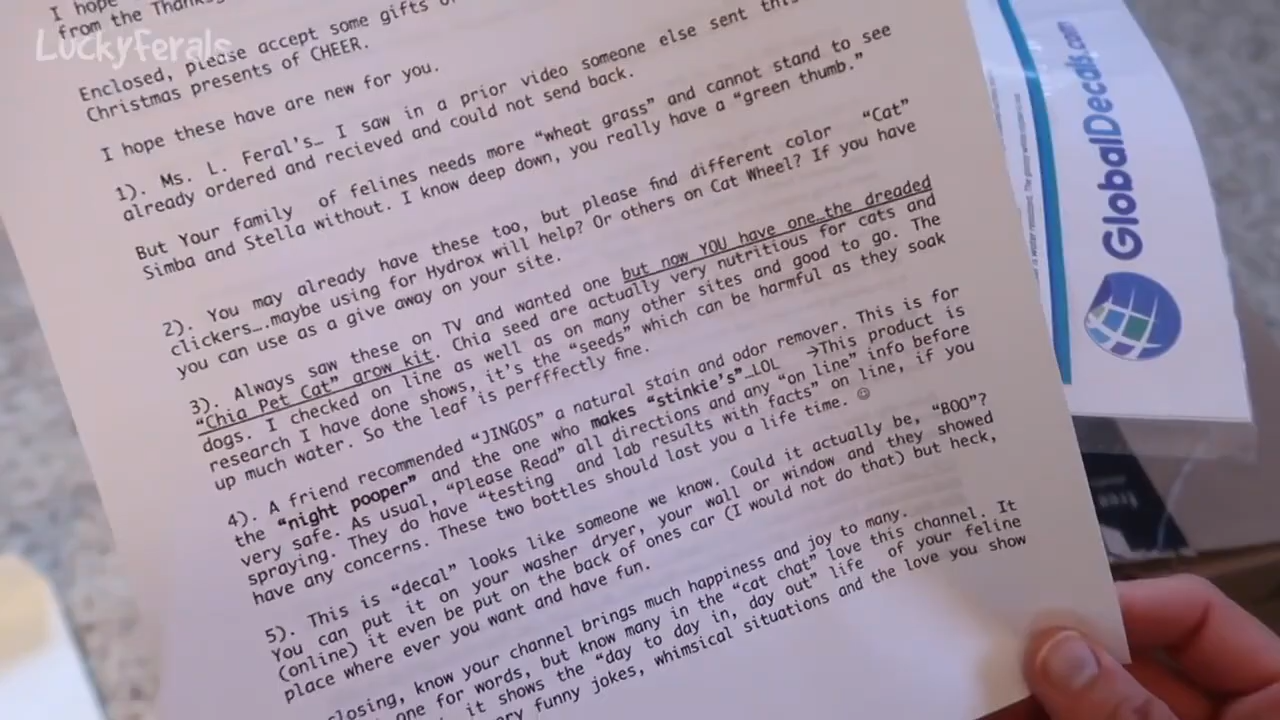 LuckyFerals
I hope
from the Thanks
Enclosed, please accept some gifts
Christmas presents of CHEER.
I hope these have are new for you.
1). Ms. L. Feral's… I saw in a prior video someone else sent this
already ordered and recieved and could not send back.
But Your family of felines needs more "wheat grass" and cannot stand to see
Simba and Stella without. I know deep down, you really have a "green thumb."
2). You may already have these too, but please find different color "Cat"
clickers….maybe using for Hydrox will help? Or others on Cat Wheel? If you have
you can use as a give away on your site.
3). Always saw these on TV and wanted one but now YOU have one…the dreaded
"Chia Pet Cat" grow kit. Chia seed are actually very nutritious for cats and
dogs. I checked on line as well as on many other sites and good to go. The
research I have done shows, it's the "seeds" which can be harmful as they soak
up much water. So the leaf is perfffectly fine.
4). A friend recommended "JINGOS" a natural stain and odor remover. This is for
the "night pooper" and the one who makes "stinkie's"…LOL →This product is
very safe. As usual, "Please Read" all directions and any "on line" info before
spraying. They do have "testing and lab results with facts" on line, if you
have any concerns. These two bottles should last you a life time. ☺
5). This is "decal" looks like someone we know. Could it actually be, "BOO"?
You can put it on your washer dryer, your wall or window and they showed
(online) it even be put on the back of ones car (I would not do that) but heck,
place where ever you want and have fun.
closing, know your channel brings much happiness and joy to many.
one for words, but know many in the "cat chat" love this channel. It
it shows the "day to day in, day out" life of your feline
funny jokes, whimsical situations and the love you show
GlobalDecals.com
free